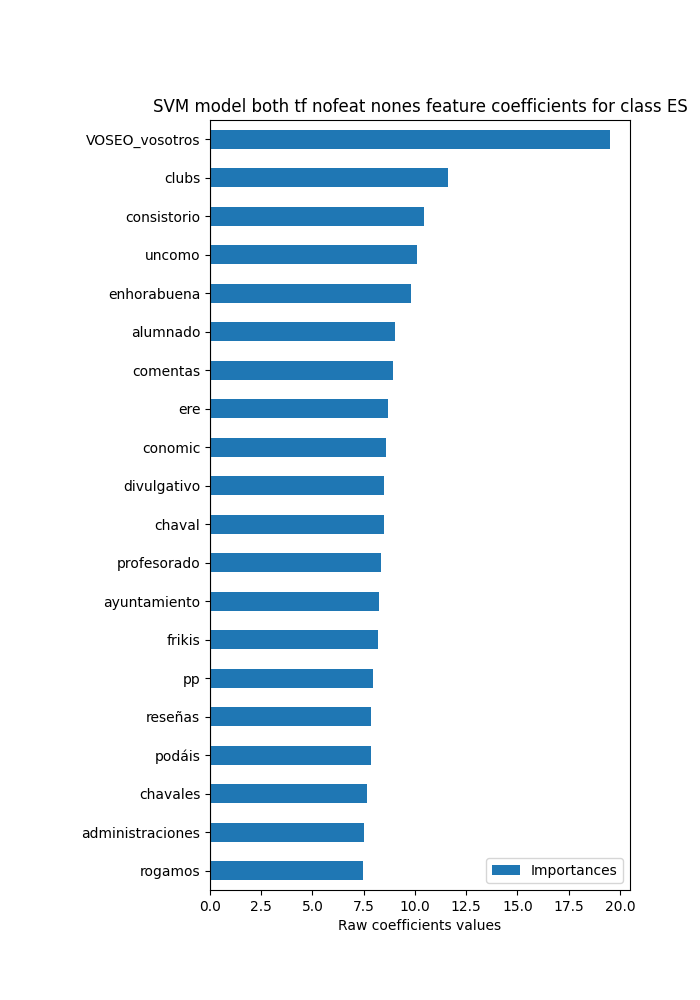 SVM model both tf nofeat nones feature coefficients for class ES
VOSEO_vosotros
clubs
consistorio
uncomo
enhorabuena
alumnado
comentas
ere
conomic
divulgativo
chaval
profesorado
ayuntamiento
frikis
pp
reseñas
podáis
chavales
administraciones
rogamos
Importances
0.0 2.5 5.0 7.5 10.0 12.5 15.0 17.5 20.0
Raw coefficients values